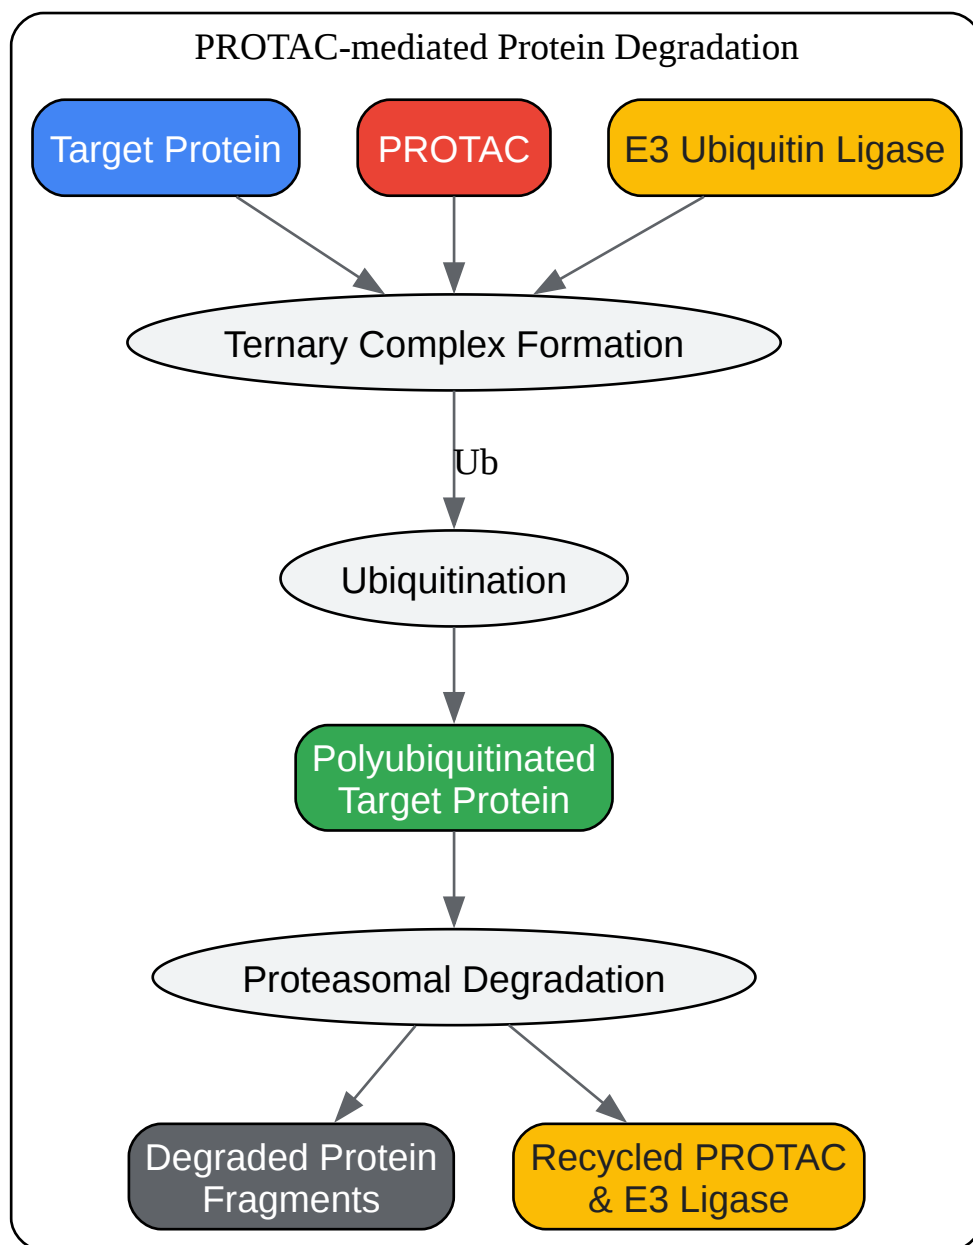 PROTAC-mediated Protein Degradation
Target Protein
PROTAC
E3 Ubiquitin Ligase
Ternary Complex Formation
Ub
Ubiquitination
Polyubiquitinated
Target Protein
Proteasomal Degradation
Degraded Protein
Fragments
Recycled PROTAC
& E3 Ligase